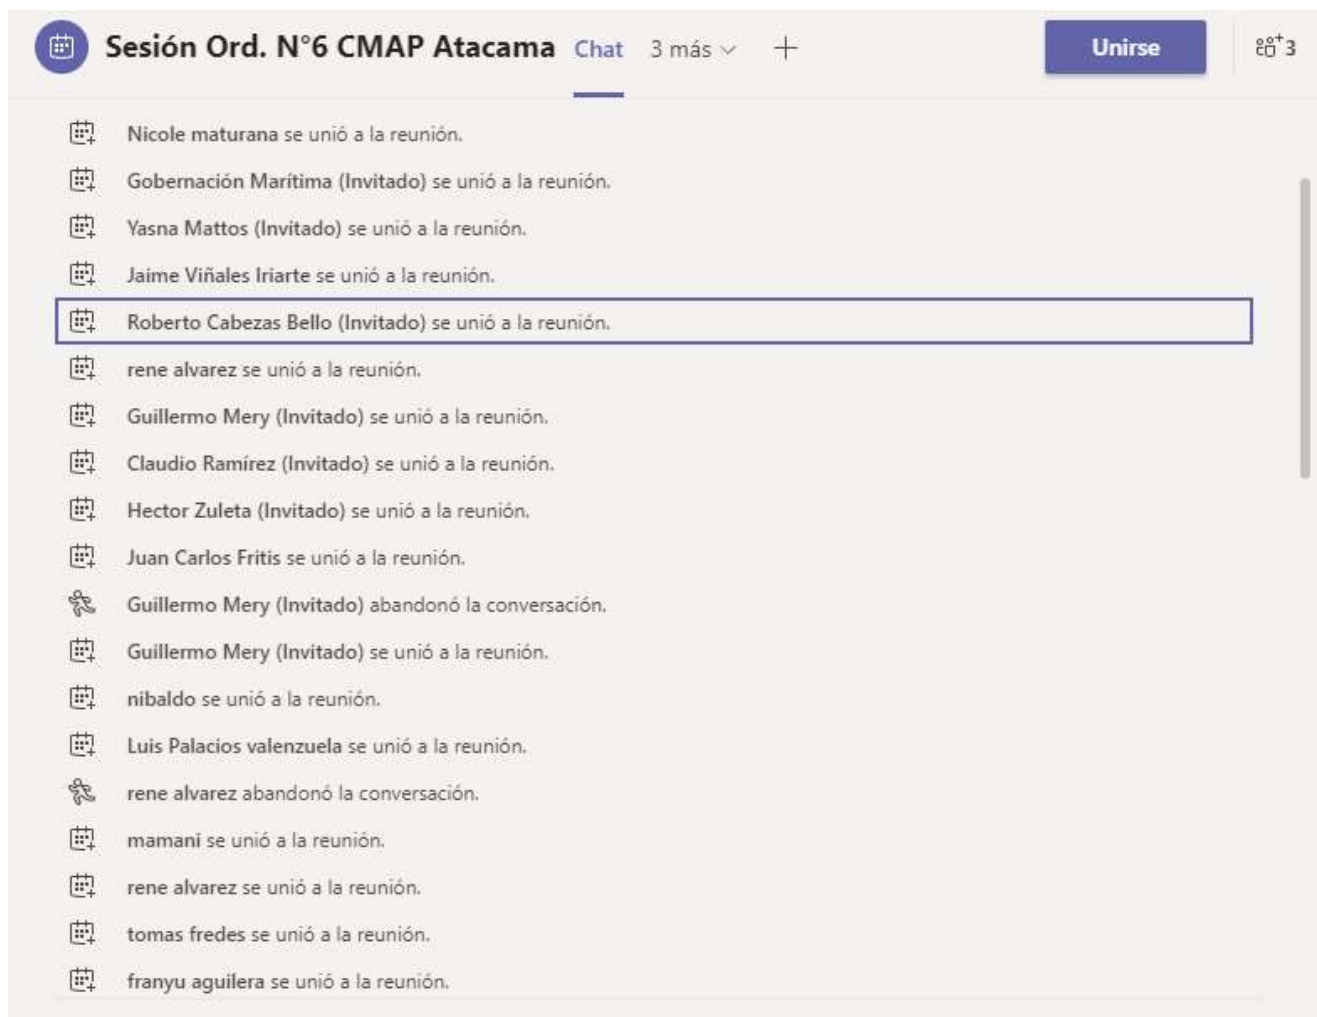 Sesión Ord. N°6 CMAP Atacama Chat 3 más Unirse 3
Nicole maturana se unió a la reunión.
Gobernación Marítima (Invitado) se unió a la reunión.
Yasna Mattos (Invitado) se unió a la reunión.
Jaime Viñales Iriarte se unió a la reunión.
Roberto Cabezas Bello (Invitado) se unió a la reunión.
rene alvarez se unió a la reunión.
Guillermo Mery (Invitado) se unió a la reunión.
Claudio Ramírez (Invitado) se unió a la reunión.
Hector Zuleta (Invitado) se unió a la reunión.
Juan Carlos Fritis se unió a la reunión.
Guillermo Mery (Invitado) abandonó la conversación.
Guillermo Mery (Invitado) se unió a la reunión.
nibaldo se unió a la reunión.
Luis Palacios valenzuela se unió a la reunión.
rene alvarez abandonó la conversación.
mamani se unió a la reunión.
rene alvarez se unió a la reunión.
tomas fredes se unió a la reunión.
franyu aguilera se unió a la reunión.